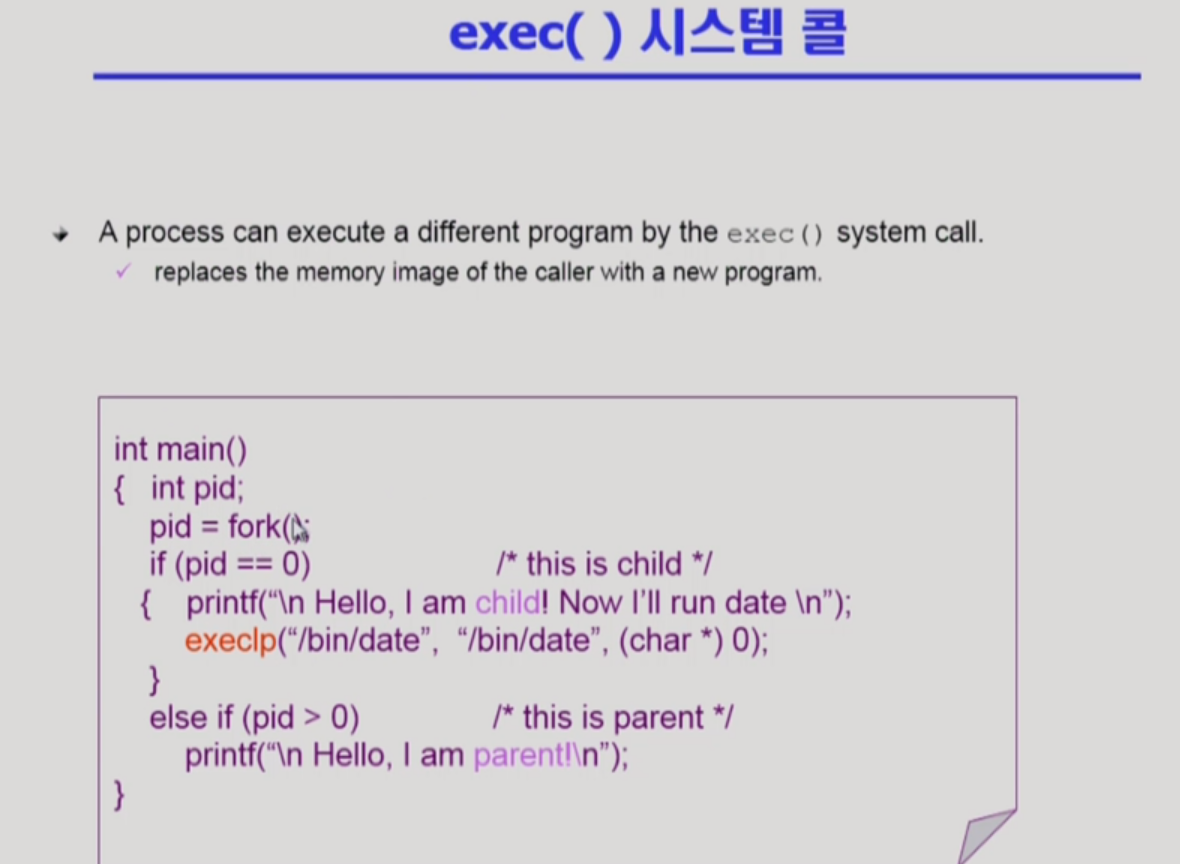 exec( ) 시스템 콜
A process can execute a different program by the exec() system call.
✓ replaces the memory image of the caller with a new program.
int main()
{ int pid;
pid = fork();
if (pid == 0) /* this is child */
{ printf(“\n Hello, I am child! Now I’ll run date \n”);
execlp(“/bin/date”, “/bin/date”, (char *) 0);
}
else if (pid > 0) /* this is parent */
printf(“\n Hello, I am parent!\n”);
}